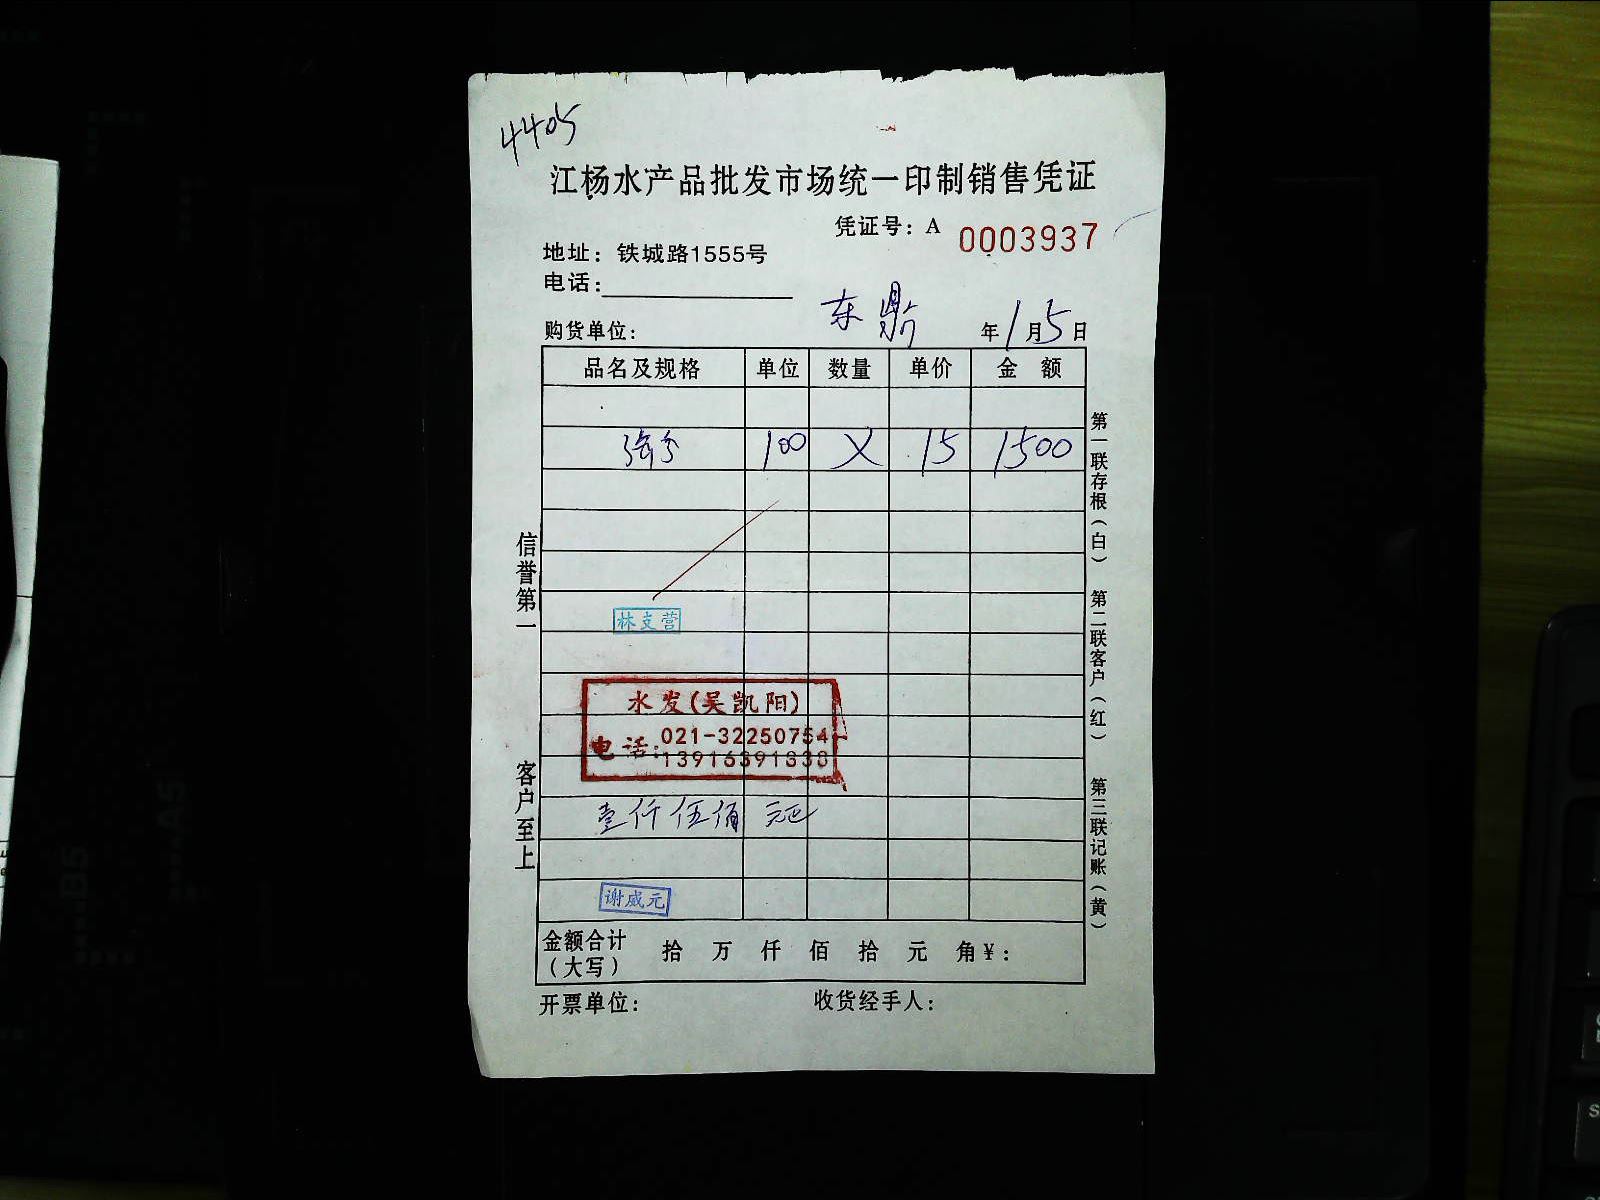 4405
江杨水产品批发市场统一印制销售凭证
凭证号：A 0003937
地址：铁城路1555号
电话：
东鼎
购货单位： 年1月5日
品名及规格 单位 数量 单价 金 额
100 X 15 1500
林支营
水发(吴凯阳)
电话：021-32250754
13916391338
壹仟伍佰 元正
谢威元
金额合计（大写） 拾 万 仟 佰 拾 元 角￥：
开票单位： 收货经手人：
信誉第一
客户至上
第一联存根（白）
第二联客户（红）
第三联记账（黄）